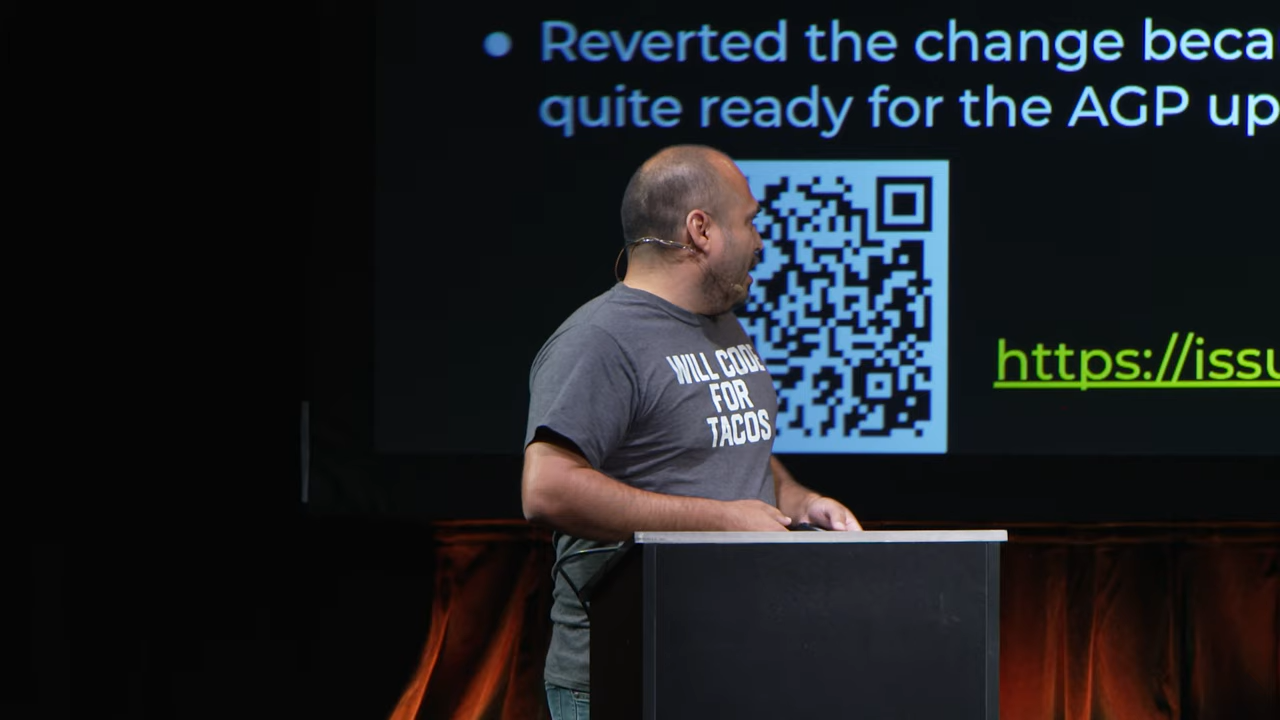 Reverted the change beca
quite ready for the AGP up
https://issu
WILL CODE
FOR
TACOS